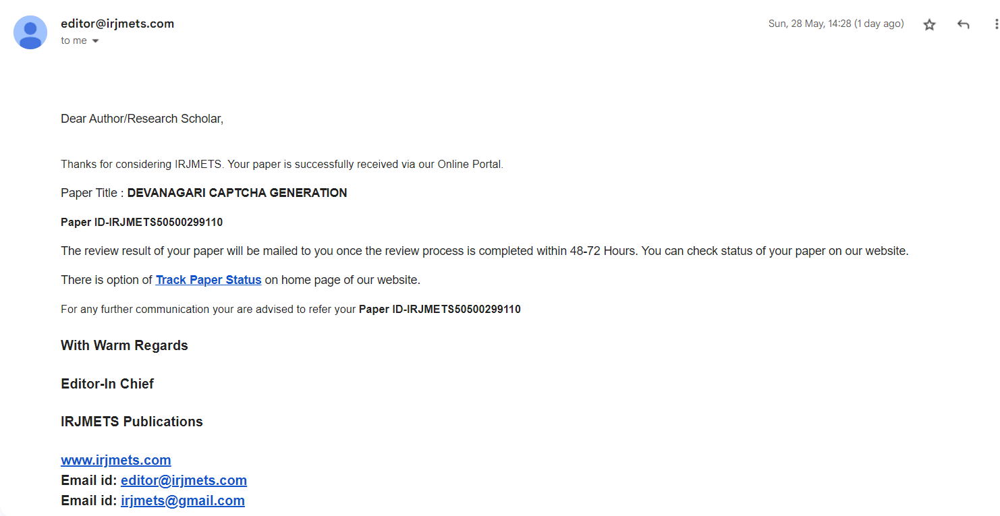 editor@irjmets.com
Sun, 28 May, 14:28 (1 day ago)
to me
Dear Author/Research Scholar,
Thanks for considering IRJMETS. Your paper is successfully received via our Online Portal.
Paper Title : DEVANAGARI CAPTCHA GENERATION
Paper ID-IRJMETS50500299110
The review result of your paper will be mailed to you once the review process is completed within 48-72 Hours. You can check status of your paper on our website.
There is option of Track Paper Status on home page of our website.
For any further communication your are advised to refer your Paper ID-IRJMETS50500299110
With Warm Regards
Editor-In Chief
IRJMETS Publications
www.irjmets.com
Email id: editor@irjmets.com
Email id: irjmets@gmail.com